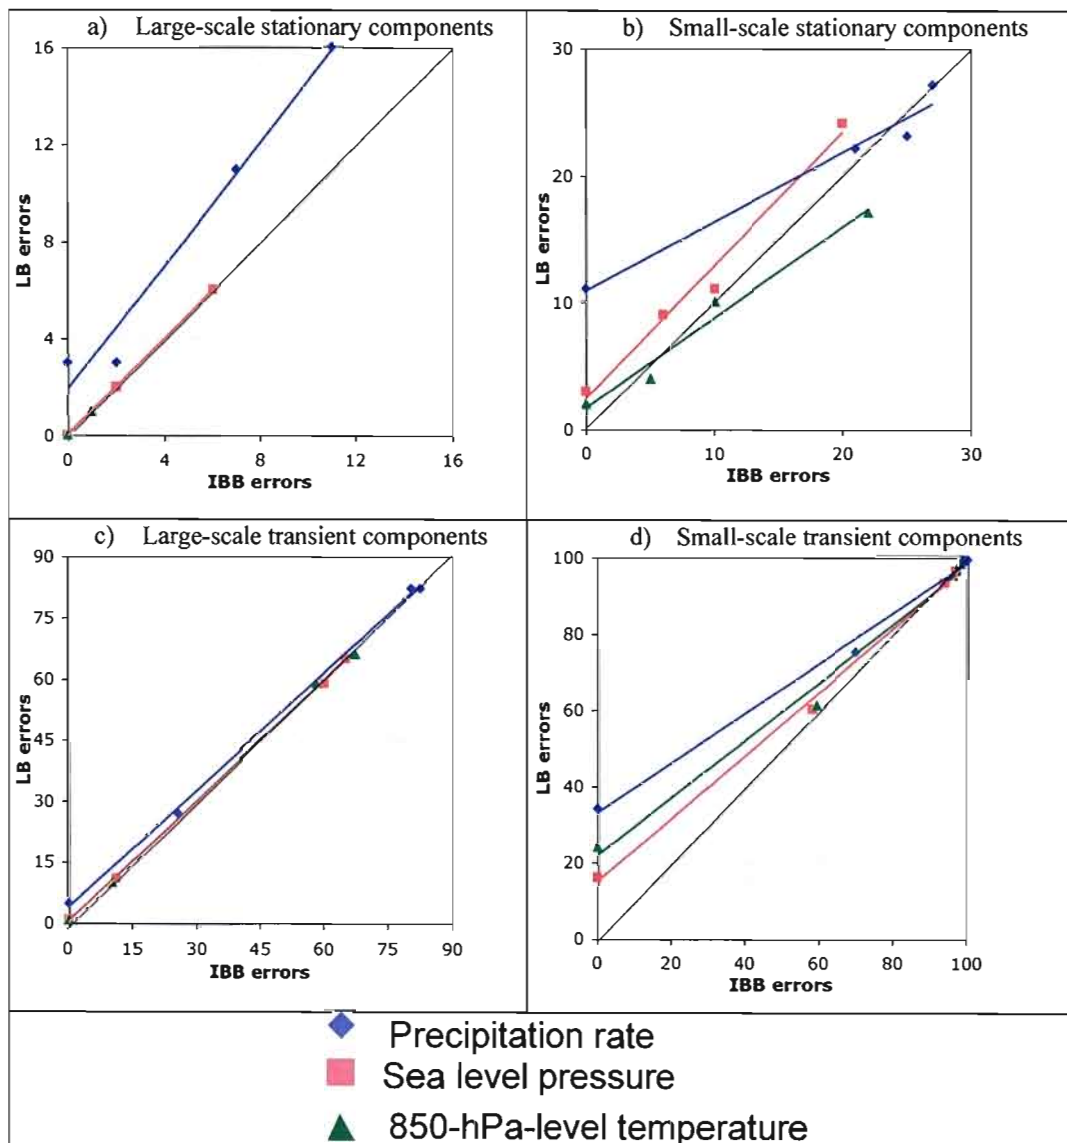 a) Large-scale stationary components
16
12
8
4
0
LB errors
0 4 8 12 16
IBB errors
b) Small-scale stationary components
30
20
10
0
LB errors
0 10 20 30
IBB errors
c) Large-scale transient components
90
75
60
45
30
15
0
LB errors
0 15 30 45 60 75 90
IBB errors
d) Small-scale transient components
100
80
60
40
20
0
LB errors
0 20 40 60 80 100
IBB errors
Precipitation rate
Sea level pressure
850-hPa-level temperature